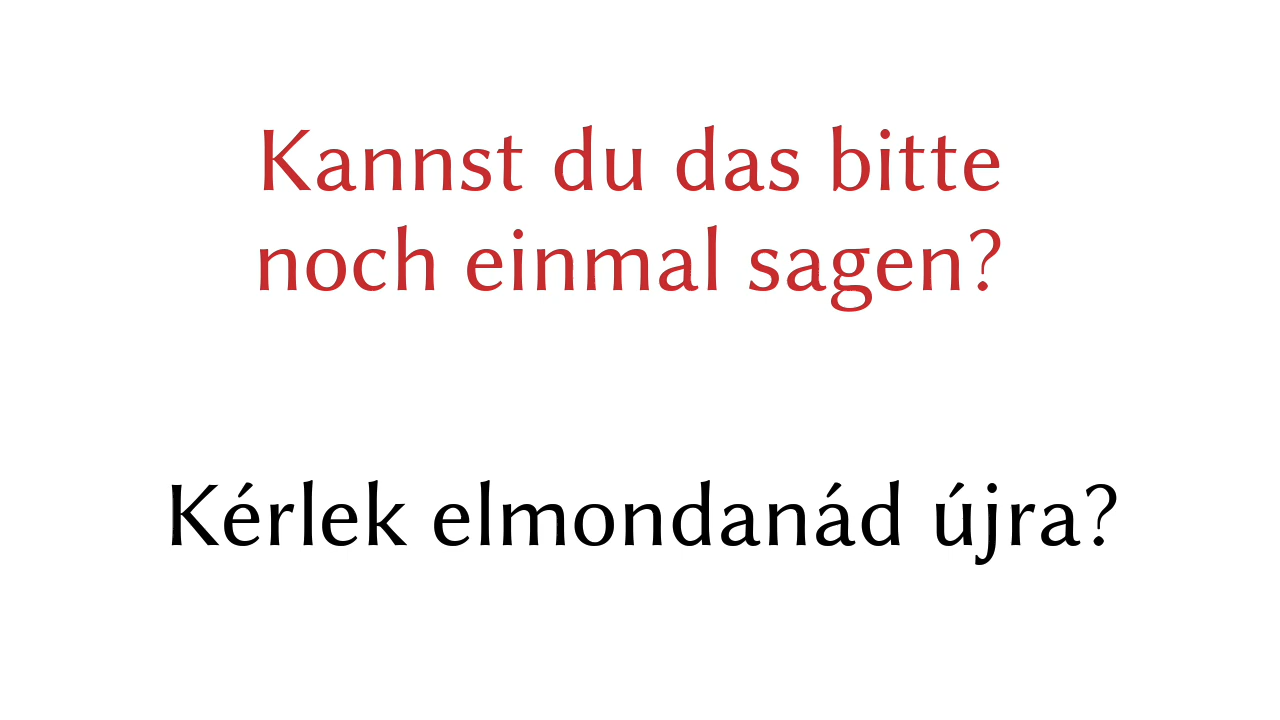 Kannst du das bitte
noch einmal sagen?
Kérlek elmondanád újra?